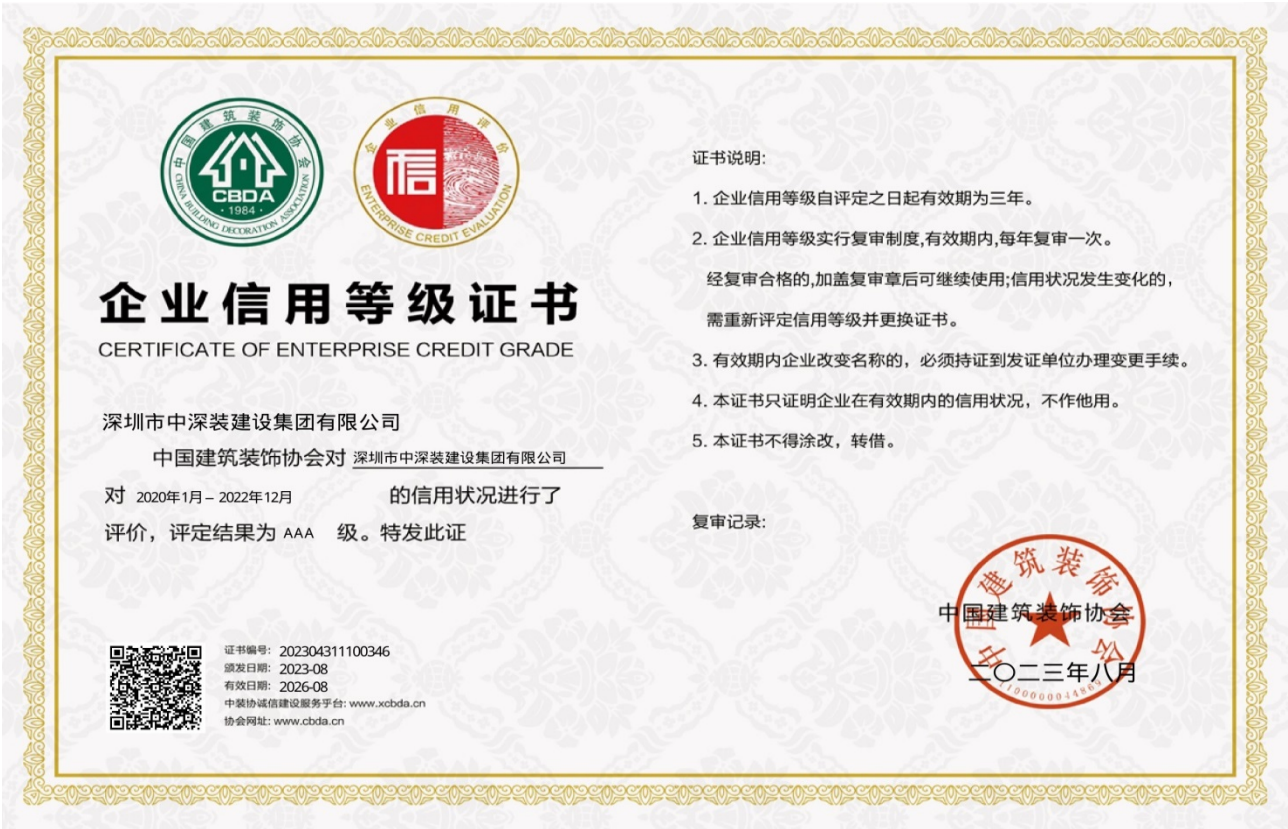 中国建筑装饰协会
CHINA BUILDING DECORATION ASSOCIATION
CBDA
·1984·
企业信用评价
信
ENTERPRISE CREDIT EVALUATION
企业信用等级证书
CERTIFICATE OF ENTERPRISE CREDIT GRADE
深圳市中深装建设集团有限公司
中国建筑装饰协会对 深圳市中深装建设集团有限公司
对 2020年1月– 2022年12月 的信用状况进行了
评价，评定结果为 AAA 级。特发此证
证书编号: 202304311100346
颁发日期: 2023-08
有效日期: 2026-08
中装协诚信建设服务平台: www.xcbda.cn
协会网址: www.cbda.cn
证书说明:
1. 企业信用等级自评定之日起有效期为三年。
2. 企业信用等级实行复审制度,有效期内,每年复审一次。
经复审合格的,加盖复审章后可继续使用;信用状况发生变化的,
需重新评定信用等级并更换证书。
3. 有效期内企业改变名称的，必须持证到发证单位办理变更手续。
4. 本证书只证明企业在有效期内的信用状况，不作他用。
5. 本证书不得涂改，转借。
复审记录:
中国建筑装饰协会
二〇二三年八月
中国建筑装饰协会